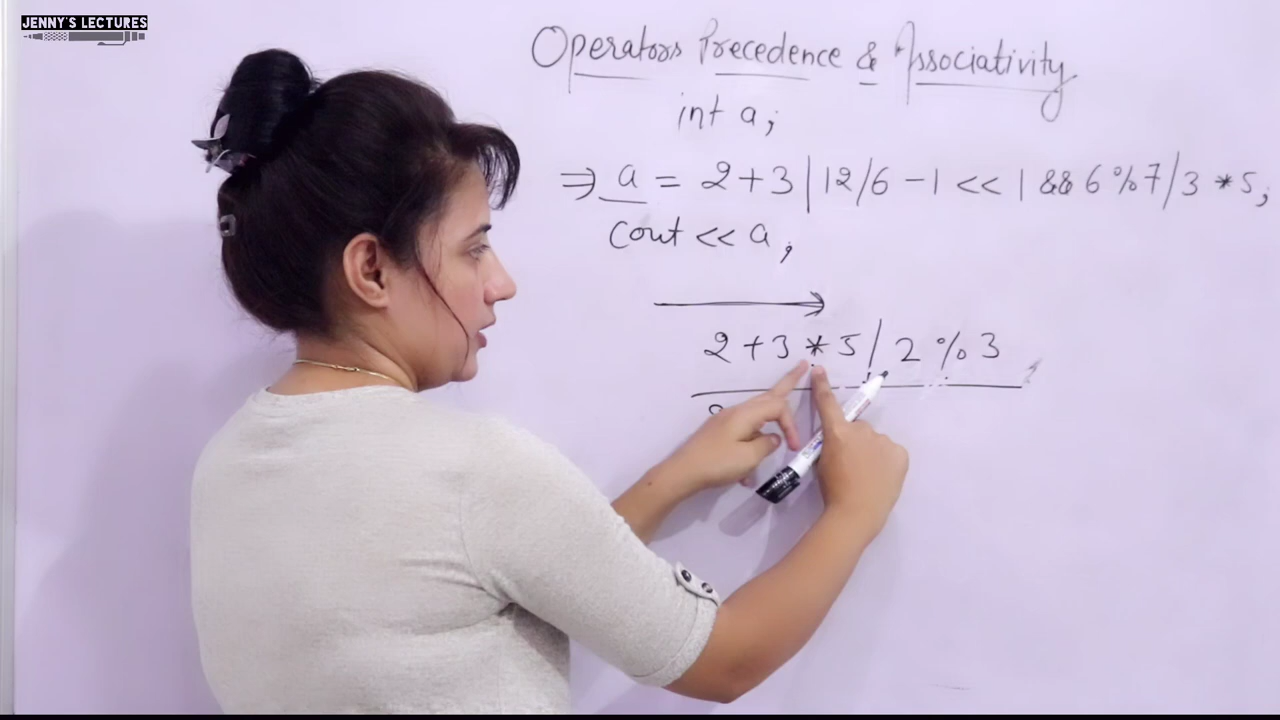 JENNY'S LECTURES
Operators Precedence & Associativity
int a;
⇒ a = 2+3|12/6-1<<1&&6%7/3*5;
cout << a;
2+3*5/2%3